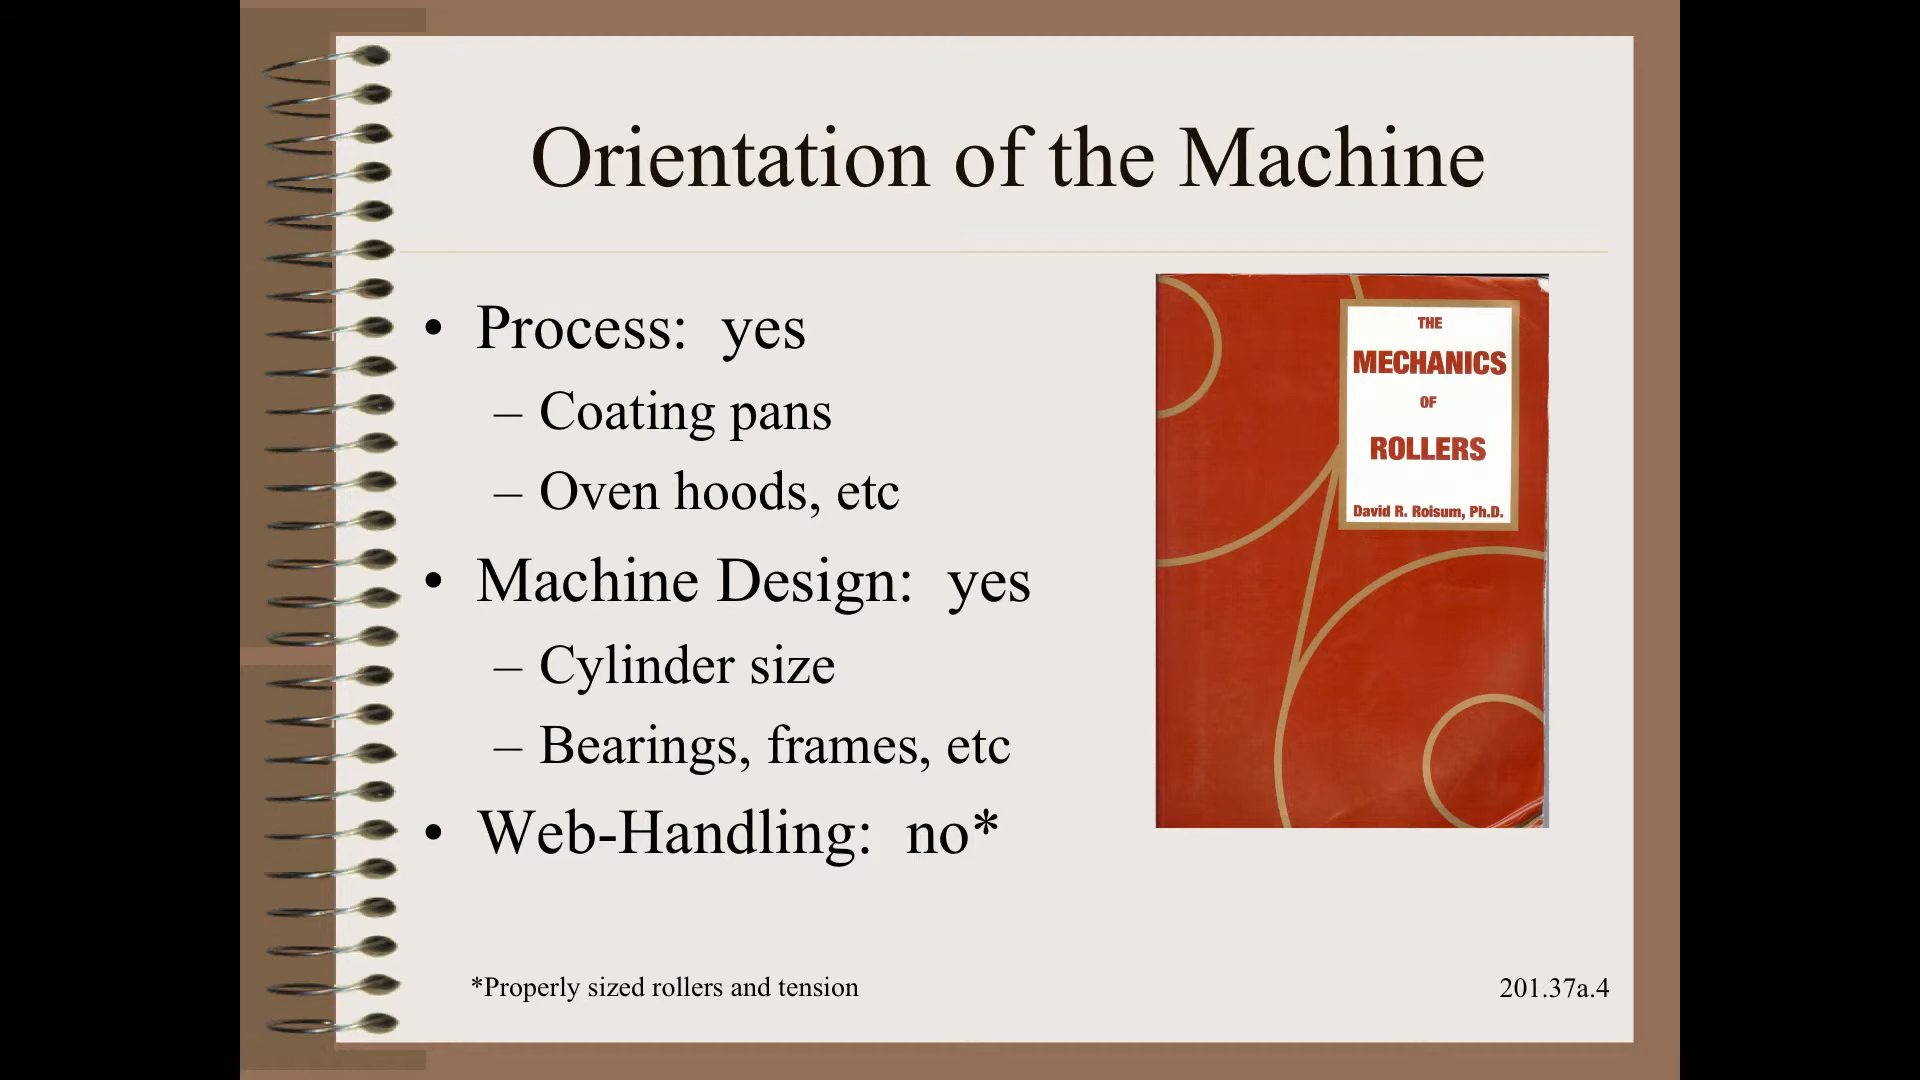 Orientation of the Machine
• Process: yes
– Coating pans
– Oven hoods, etc
• Machine Design: yes
– Cylinder size
– Bearings, frames, etc
• Web-Handling: no*
THE
MECHANICS
OF
ROLLERS
David R. Roisum, Ph.D.
*Properly sized rollers and tension
201.37a.4